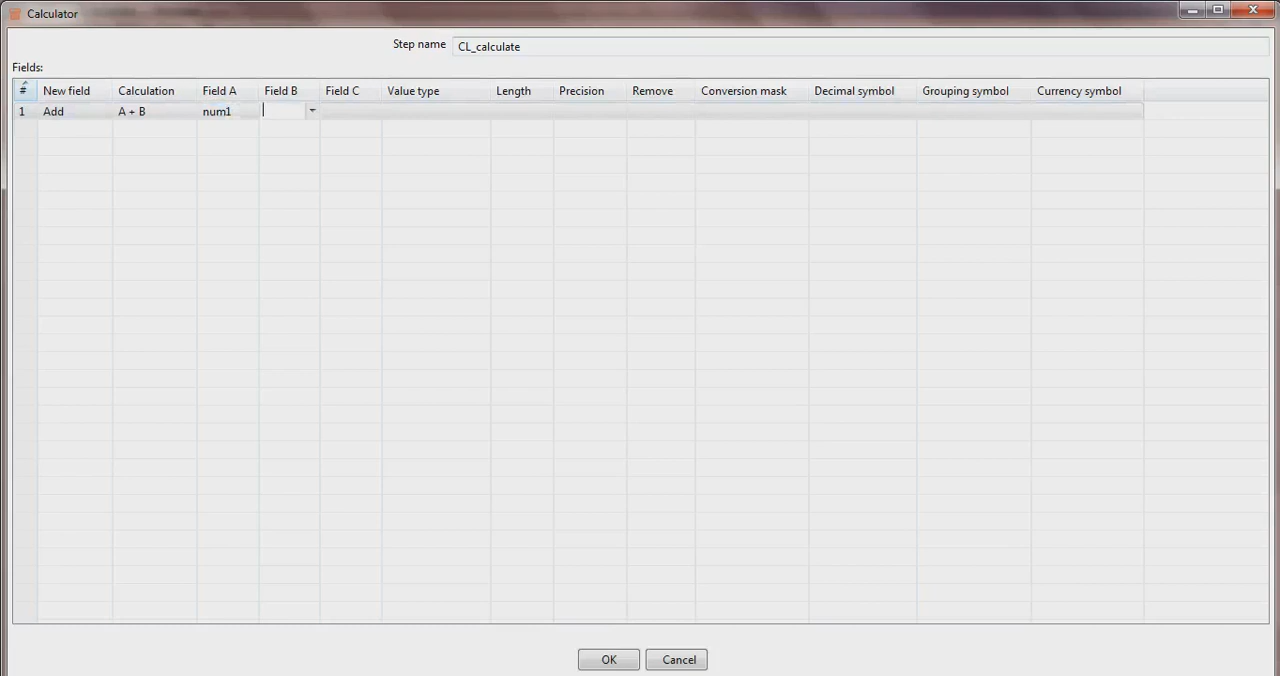 Calculator
Step name CL_calculate
Fields:
# New field Calculation Field A Field B Field C Value type Length Precision Remove Conversion mask Decimal symbol Grouping symbol Currency symbol
1 Add A + B num1
OK Cancel